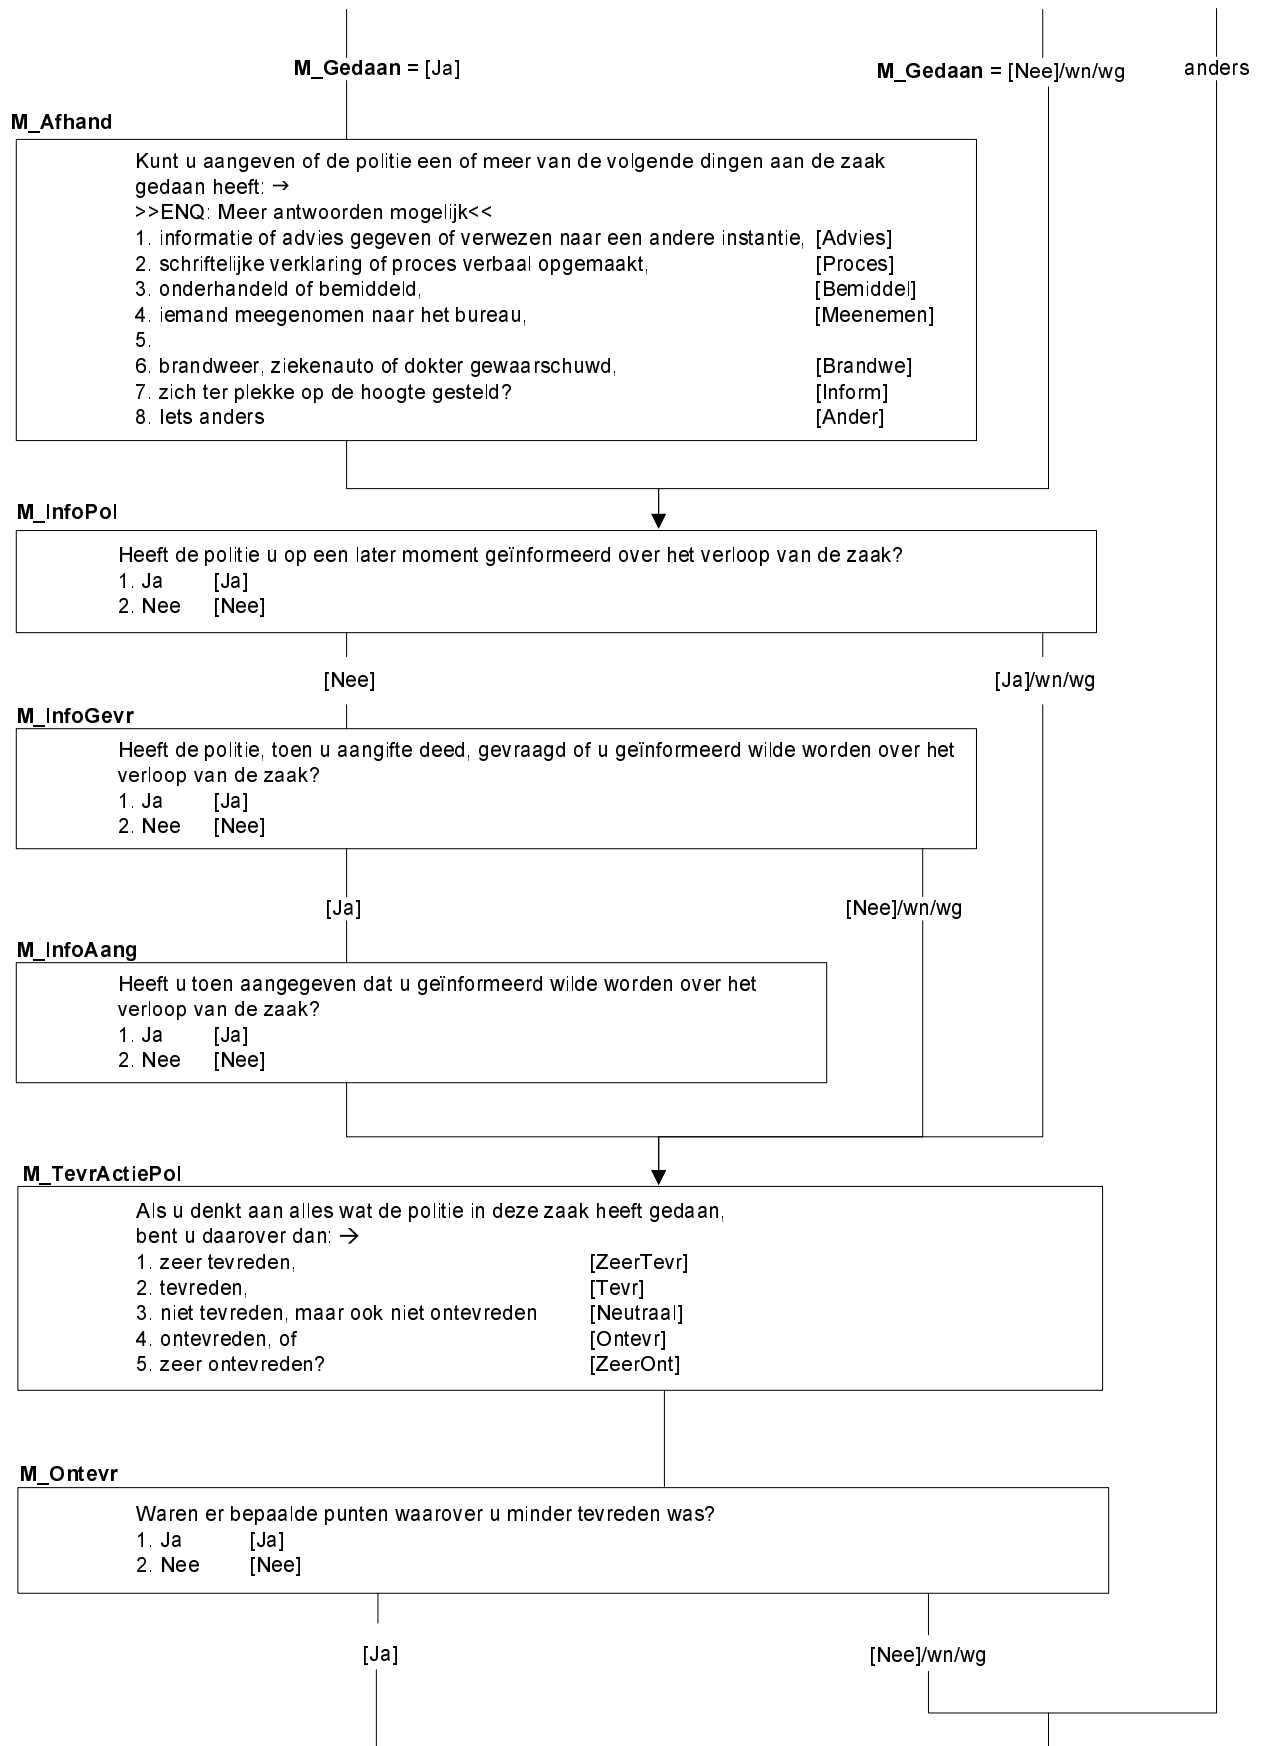 M_Gedaan = [Ja]
M_Gedaan = [Nee]/wn/wg
anders
M_Afhand
Kunt u aangeven of de politie een of meer van de volgende dingen aan de zaak
gedaan heeft: →
>>ENQ: Meer antwoorden mogelijk<<
1. informatie of advies gegeven of verwezen naar een andere instantie, [Advies]
2. schriftelijke verklaring of proces verbaal opgemaakt, [Proces]
3. onderhandeld of bemiddeld, [Bemiddel]
4. iemand meegenomen naar het bureau, [Meenemen]
5.
6. brandweer, ziekenauto of dokter gewaarschuwd, [Brandwe]
7. zich ter plekke op de hoogte gesteld? [Inform]
8. Iets anders [Ander]
M_InfoPol
Heeft de politie u op een later moment geïnformeerd over het verloop van de zaak?
1. Ja [Ja]
2. Nee [Nee]
[Nee]
[Ja]/wn/wg
M_InfoGevr
Heeft de politie, toen u aangifte deed, gevraagd of u geïnformeerd wilde worden over het
verloop van de zaak?
1. Ja [Ja]
2. Nee [Nee]
[Ja]
[Nee]/wn/wg
M_InfoAang
Heeft u toen aangegeven dat u geïnformeerd wilde worden over het
verloop van de zaak?
1. Ja [Ja]
2. Nee [Nee]
M_TevrActiePol
Als u denkt aan alles wat de politie in deze zaak heeft gedaan,
bent u daarover dan: →
1. zeer tevreden, [ZeerTevr]
2. tevreden, [Tevr]
3. niet tevreden, maar ook niet ontevreden [Neutraal]
4. ontevreden, of [Ontevr]
5. zeer ontevreden? [ZeerOnt]
M_Ontevr
Waren er bepaalde punten waarover u minder tevreden was?
1. Ja [Ja]
2. Nee [Nee]
[Ja]
[Nee]/wn/wg